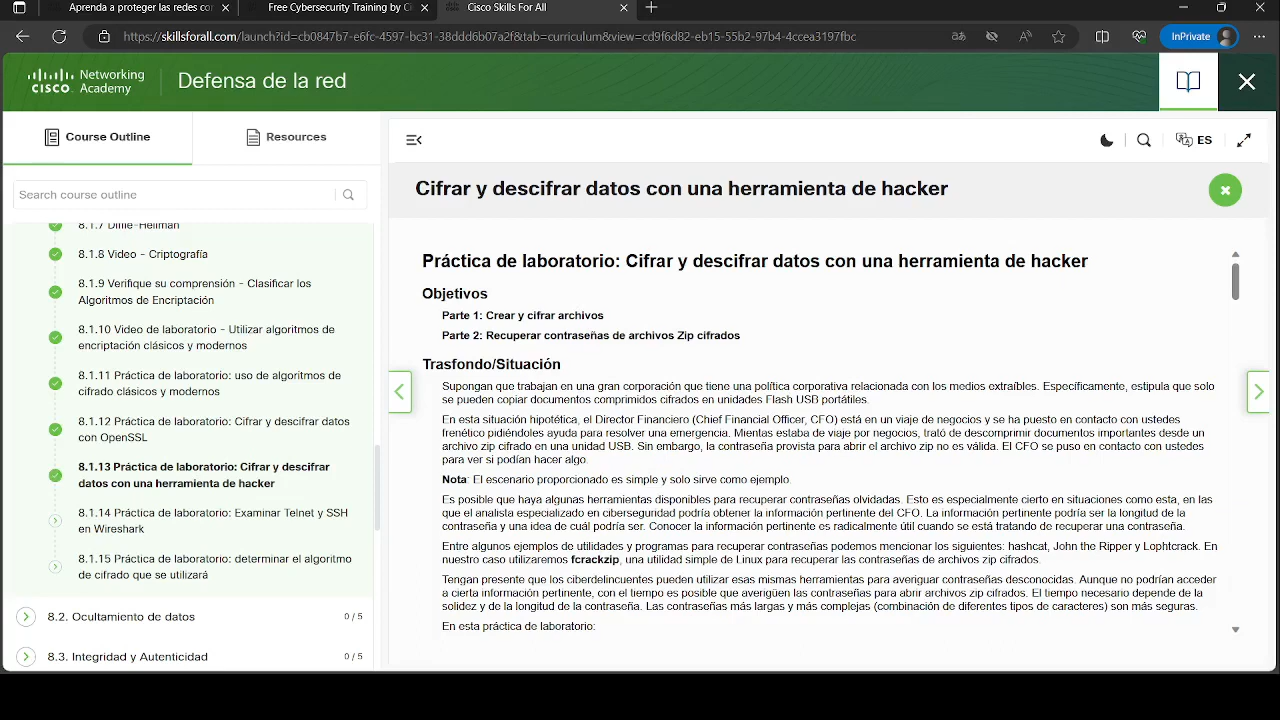 Aprenda a proteger las redes cor
Free Cybersecurity Training by Ci
Cisco Skills For All
https://skillsforall.com/launch?id=cb0847b7-e6fc-4597-bc31-38ddd6b07a2f&tab=curriculum&view=cd9f6d82-eb15-55b2-97b4-4ccea3197fbc
InPrivate
CISCO Networking Academy
Defensa de la red
Course Outline
Resources
ES
Search course outline
8.1.7 Diffie-Hellman
8.1.8 Video - Criptografía
8.1.9 Verifique su comprensión - Clasificar los
Algoritmos de Encriptación
8.1.10 Video de laboratorio - Utilizar algoritmos de
encriptación clásicos y modernos
8.1.11 Práctica de laboratorio: uso de algoritmos de
cifrado clásicos y modernos
8.1.12 Práctica de laboratorio: Cifrar y descifrar datos
con OpenSSL
8.1.13 Práctica de laboratorio: Cifrar y descifrar
datos con una herramienta de hacker
8.1.14 Práctica de laboratorio: Examinar Telnet y SSH
en Wireshark
8.1.15 Práctica de laboratorio: determinar el algoritmo
de cifrado que se utilizará
8.2. Ocultamiento de datos 0 / 5
8.3. Integridad y Autenticidad 0 / 5
Cifrar y descifrar datos con una herramienta de hacker
Práctica de laboratorio: Cifrar y descifrar datos con una herramienta de hacker
Objetivos
Parte 1: Crear y cifrar archivos
Parte 2: Recuperar contraseñas de archivos Zip cifrados
Trasfondo/Situación
Supongan que trabajan en una gran corporación que tiene una política corporativa relacionada con los medios extraíbles. Específicamente, estipula que solo
se pueden copiar documentos comprimidos cifrados en unidades Flash USB portátiles.
En esta situación hipotética, el Director Financiero (Chief Financial Officer, CFO) está en un viaje de negocios y se ha puesto en contacto con ustedes
frenético pidiéndoles ayuda para resolver una emergencia. Mientas estaba de viaje por negocios, trató de descomprimir documentos importantes desde un
archivo zip cifrado en una unidad USB. Sin embargo, la contraseña provista para abrir el archivo zip no es válida. El CFO se puso en contacto con ustedes
para ver si podían hacer algo.
Nota: El escenario proporcionado es simple y solo sirve como ejemplo.
Es posible que haya algunas herramientas disponibles para recuperar contraseñas olvidadas. Esto es especialmente cierto en situaciones como esta, en las
que el analista especializado en ciberseguridad podría obtener la información pertinente del CFO. La información pertinente podría ser la longitud de la
contraseña y una idea de cuál podría ser. Conocer la información pertinente es radicalmente útil cuando se está tratando de recuperar una contraseña.
Entre algunos ejemplos de utilidades y programas para recuperar contraseñas podemos mencionar los siguientes: hashcat, John the Ripper y Lophtcrack. En
nuestro caso utilizaremos fcrackzip, una utilidad simple de Linux para recuperar las contraseñas de archivos zip cifrados.
Tengan presente que los ciberdelincuentes pueden utilizar esas mismas herramientas para averiguar contraseñas desconocidas. Aunque no podrían acceder
a cierta información pertinente, con el tiempo es posible que averigüen las contraseñas para abrir archivos zip cifrados. El tiempo necesario depende de la
solidez y de la longitud de la contraseña. Las contraseñas más largas y más complejas (combinación de diferentes tipos de caracteres) son más seguras.
En esta práctica de laboratorio: